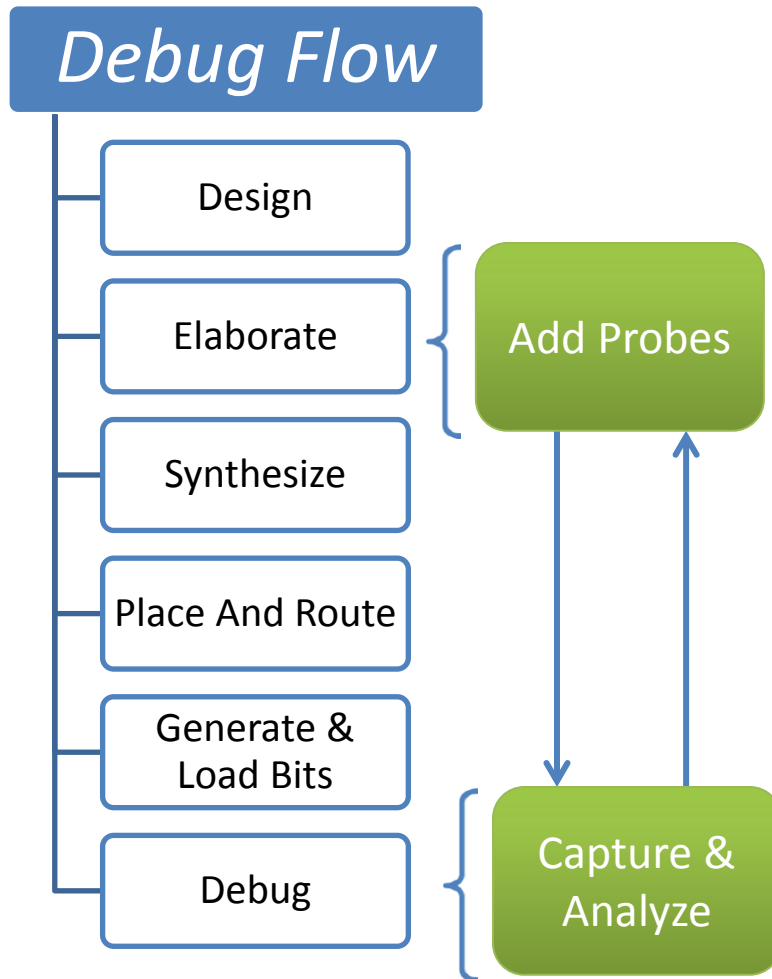 Debug Flow
Design
Elaborate
Add Probes
Synthesize
Place And Route
Generate &
Load Bits
Debug
Capture &
Analyze